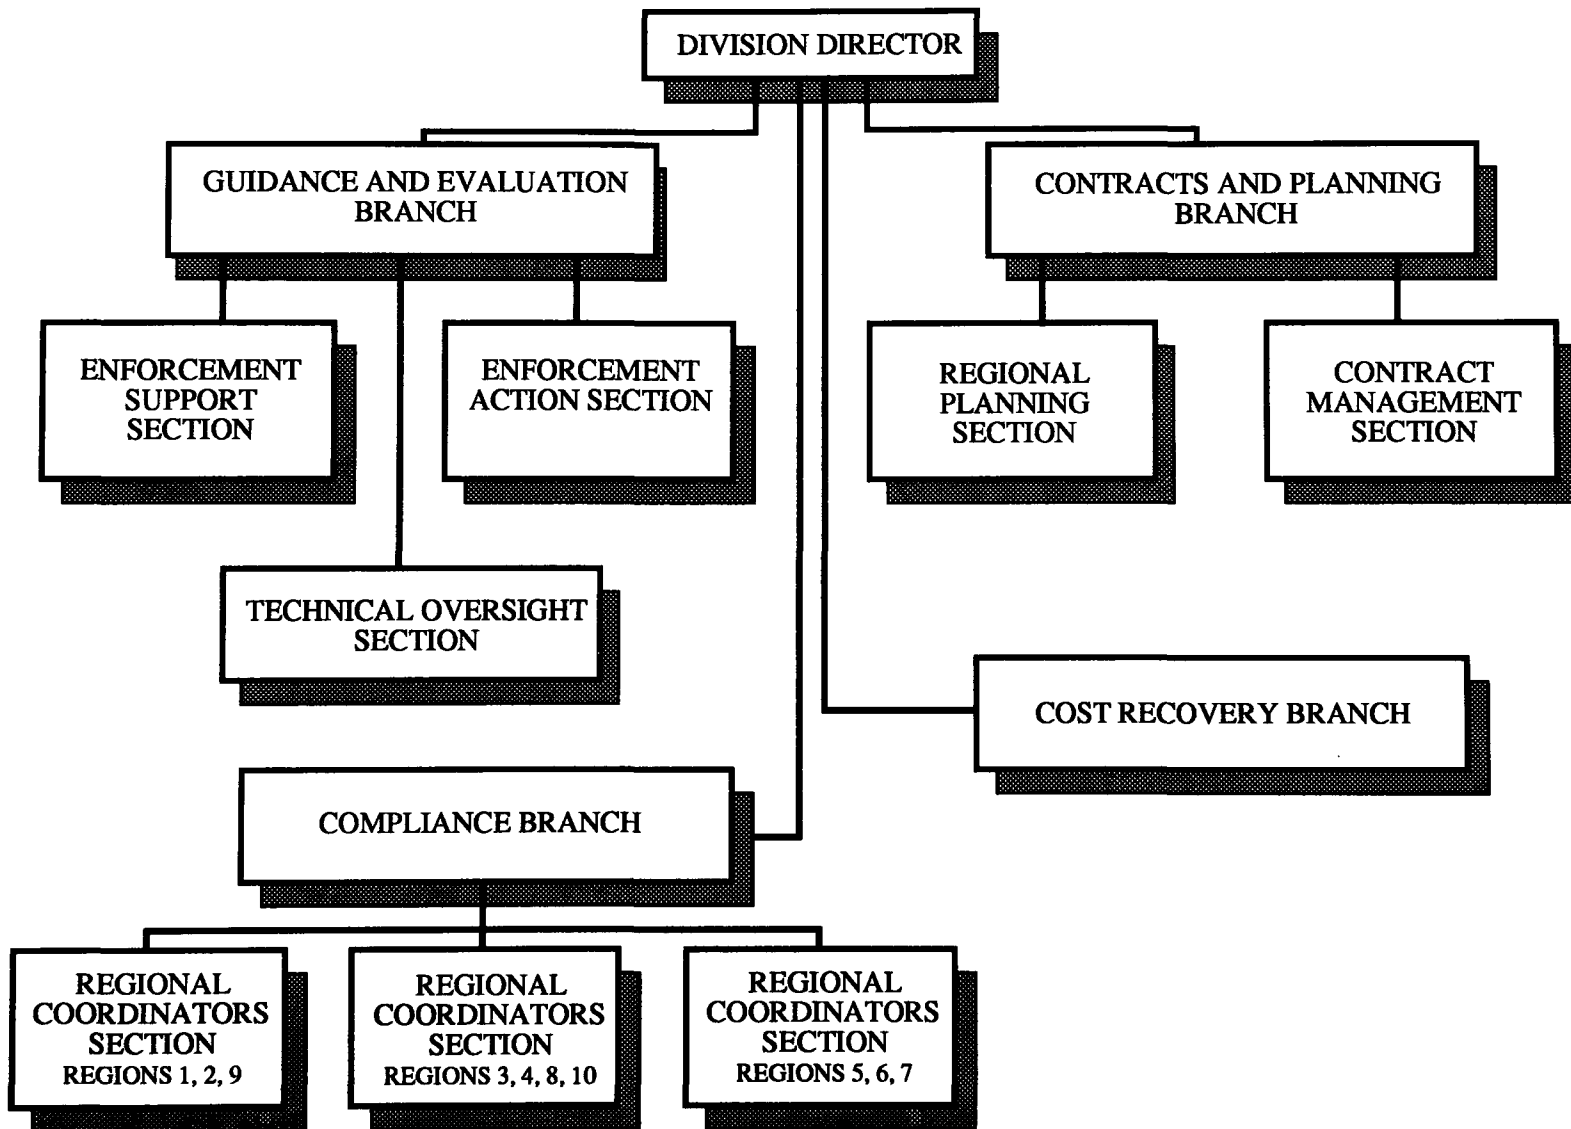 DIVISION DIRECTOR
GUIDANCE AND EVALUATION
BRANCH
CONTRACTS AND PLANNING
BRANCH
ENFORCEMENT
SUPPORT
SECTION
ENFORCEMENT
ACTION SECTION
REGIONAL
PLANNING
SECTION
CONTRACT
MANAGEMENT
SECTION
TECHNICAL OVERSIGHT
SECTION
COST RECOVERY BRANCH
COMPLIANCE BRANCH
REGIONAL
COORDINATORS
SECTION
REGIONS 1, 2, 9
REGIONAL
COORDINATORS
SECTION
REGIONS 3, 4, 8, 10
REGIONAL
COORDINATORS
SECTION
REGIONS 5, 6, 7